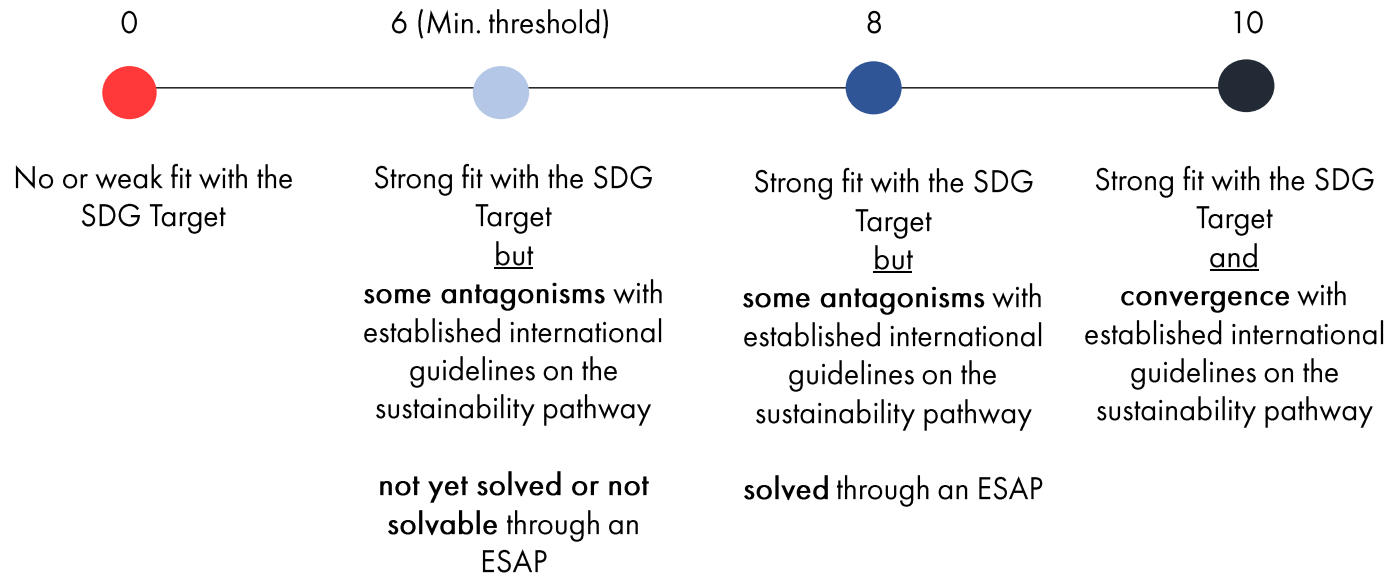 0
6 (Min. threshold)
8
10
No or weak fit with the
SDG Target
Strong fit with the SDG
Target
but
some antagonisms with
established international
guidelines on the
sustainability pathway
not yet solved or not
solvable through an
ESAP
Strong fit with the SDG
Target
but
some antagonisms with
established international
guidelines on the
sustainability pathway
solved through an ESAP
Strong fit with the SDG
Target
and
convergence with
established international
guidelines on the
sustainability pathway